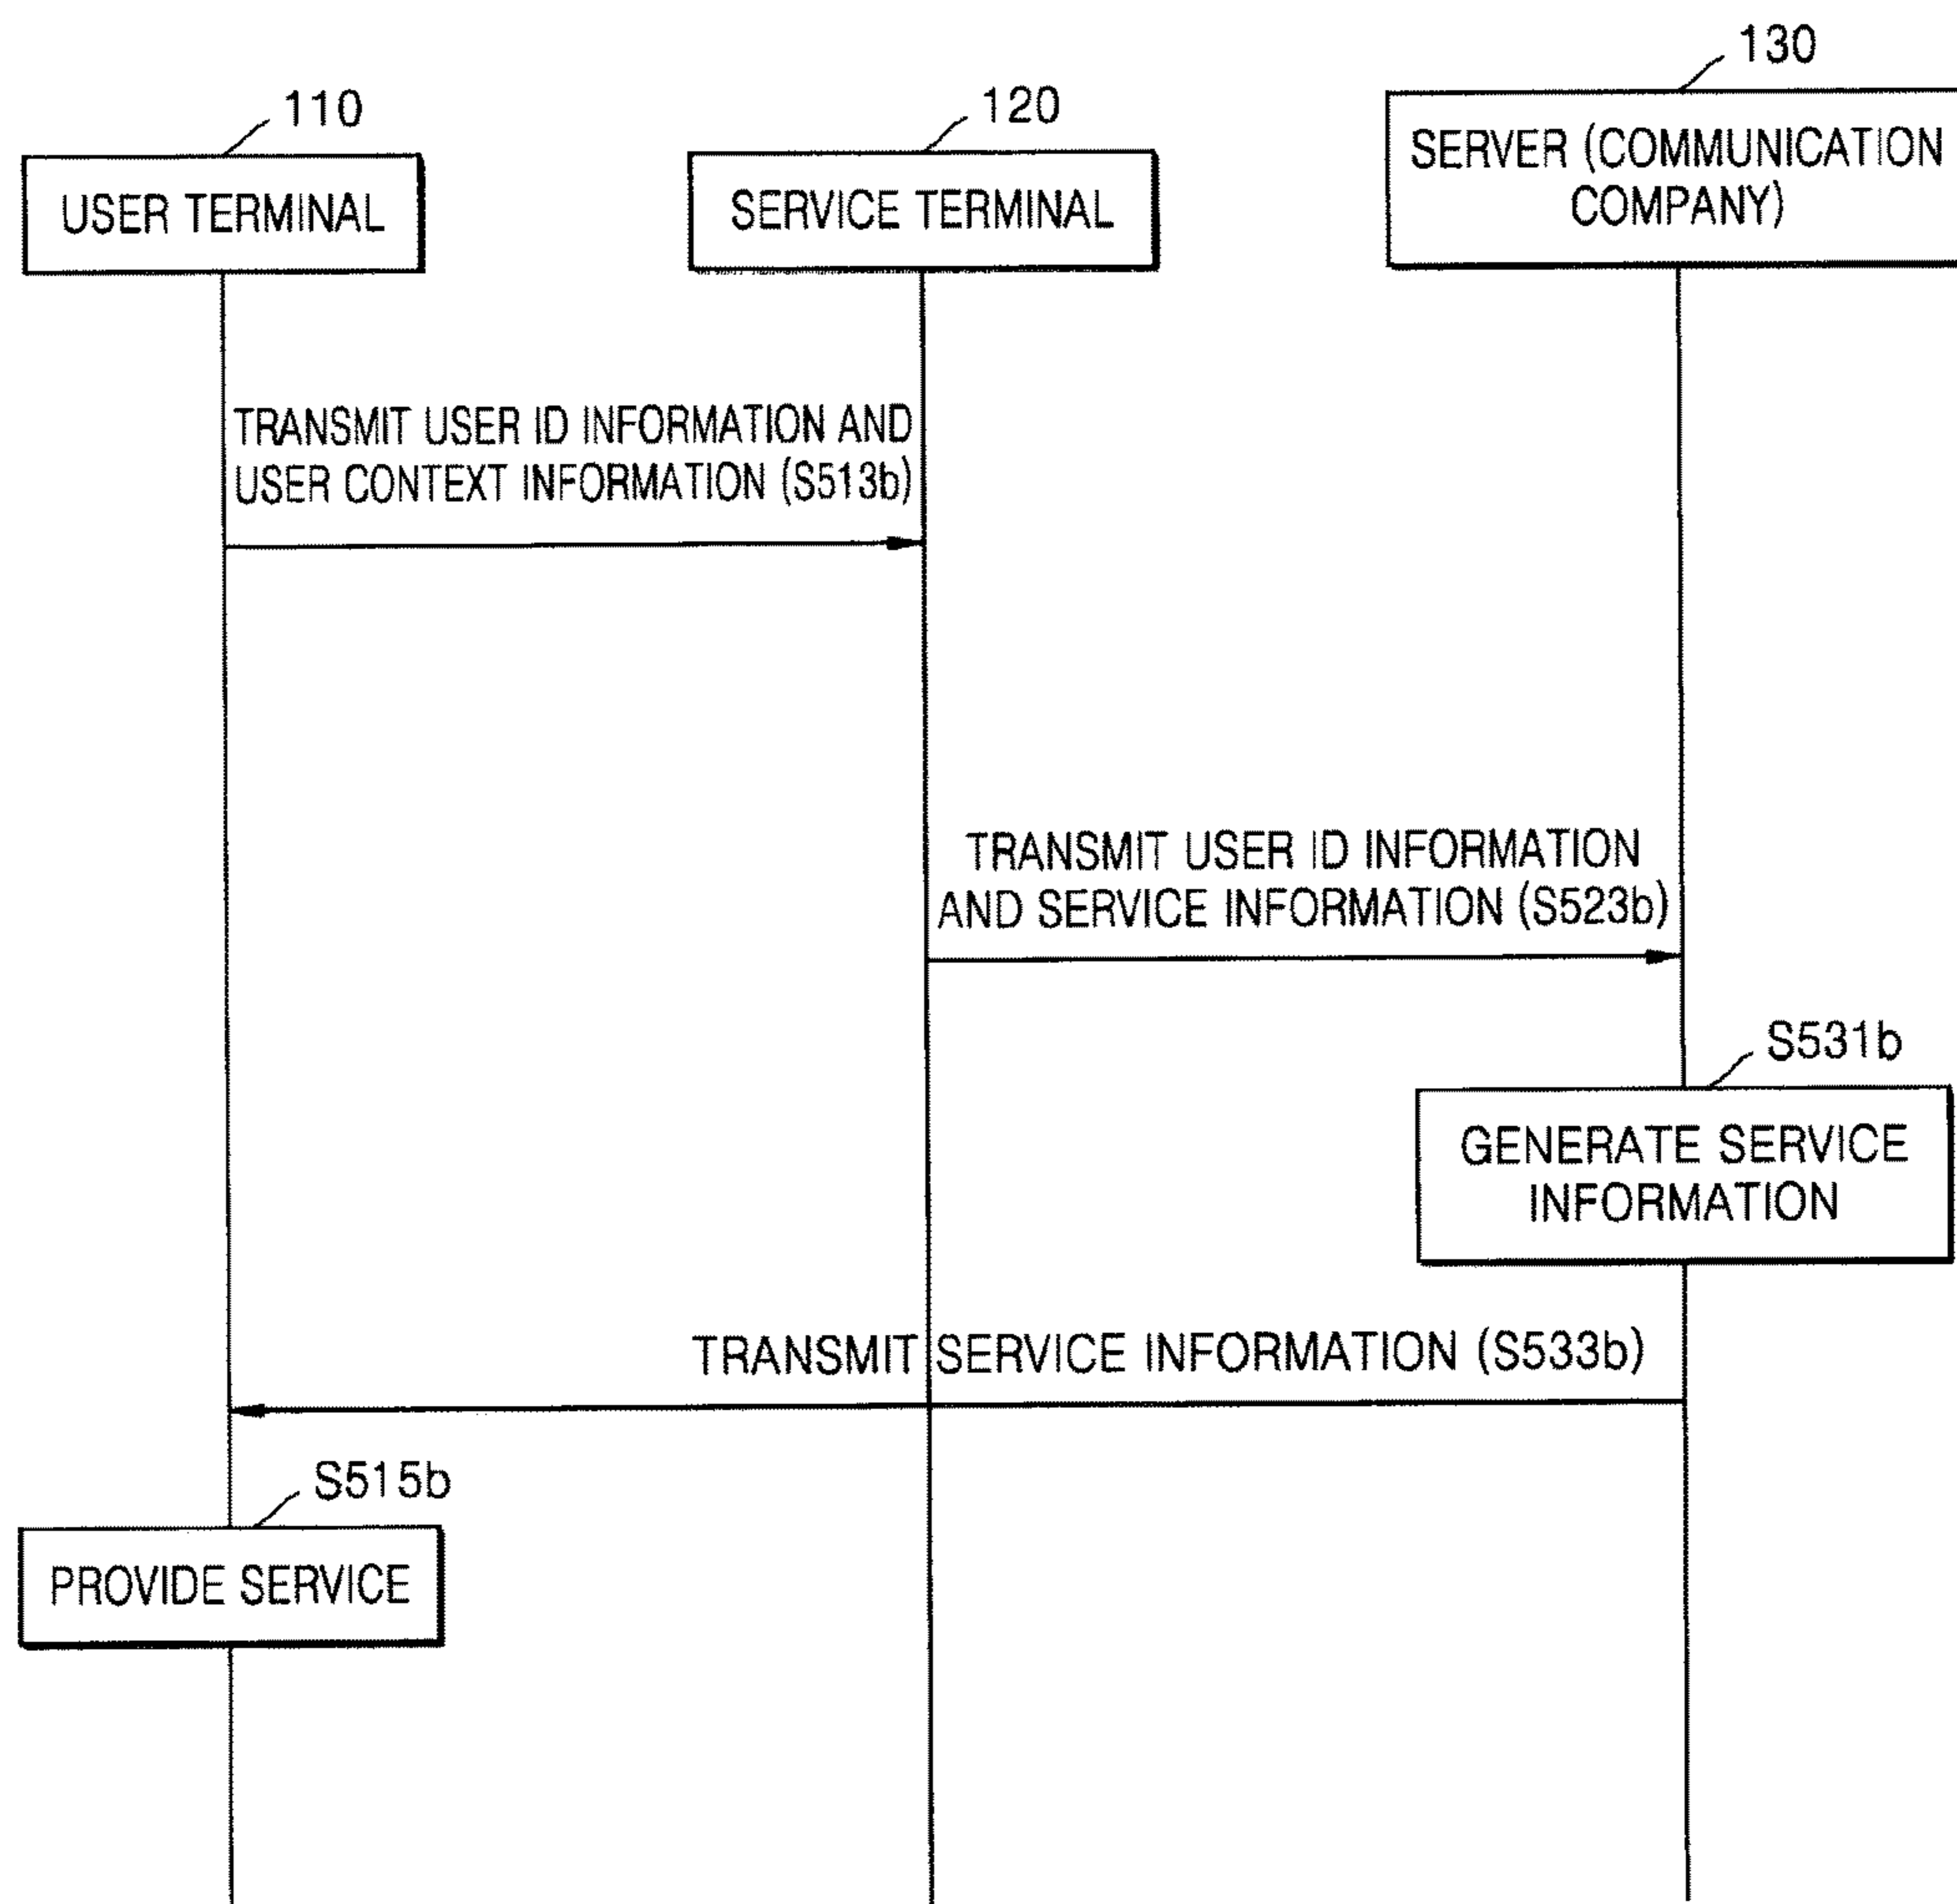 130
110
120
SERVER (COMMUNICATION
COMPANY)
USER TERMINAL
SERVICE TERMINAL
TRANSMIT USER ID INFORMATION AND
USER CONTEXT INFORMATION (S513b)
TRANSMIT USER ID INFORMATION
AND SERVICE INFORMATION (S523b)
S531b
GENERATE SERVICE
INFORMATION
TRANSMIT SERVICE INFORMATION (S533b)
S515b
PROVIDE SERVICE